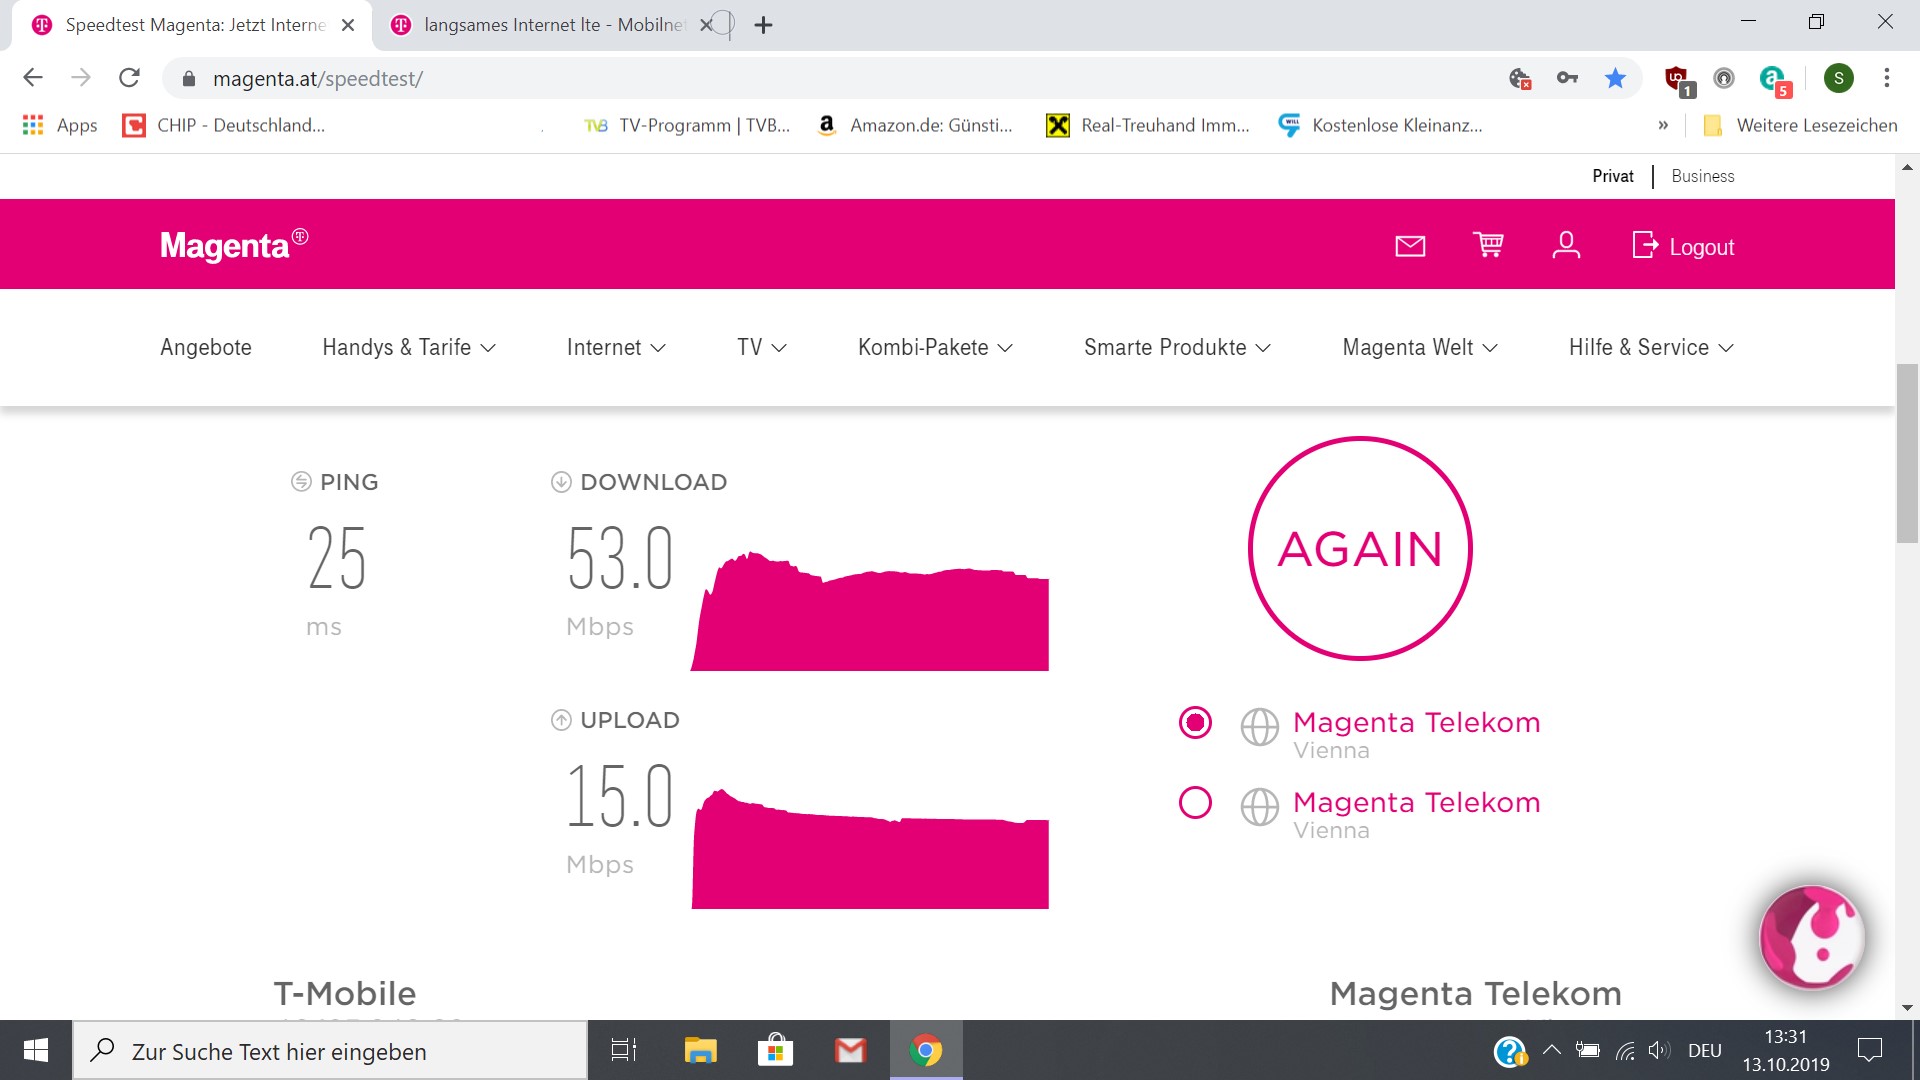 Speedtest Magenta: Jetzt Interne
langsames Internet lte - Mobilne
magenta.at/speedtest/
1
5
S
Apps
CHIP - Deutschland...
TVB TV-Programm | TVB...
Amazon.de: Günsti...
Real-Treuhand Imm...
WILL Kostenlose Kleinanz...
»
Weitere Lesezeichen
Privat | Business
Magenta
Logout
Angebote
Handys & Tarife
Internet
TV
Kombi-Pakete
Smarte Produkte
Magenta Welt
Hilfe & Service
PING
25
ms
DOWNLOAD
53.0
Mbps
UPLOAD
15.0
Mbps
AGAIN
Magenta Telekom
Vienna
Magenta Telekom
Vienna
T-Mobile
Magenta Telekom
Zur Suche Text hier eingeben
DEU
13:31
13.10.2019